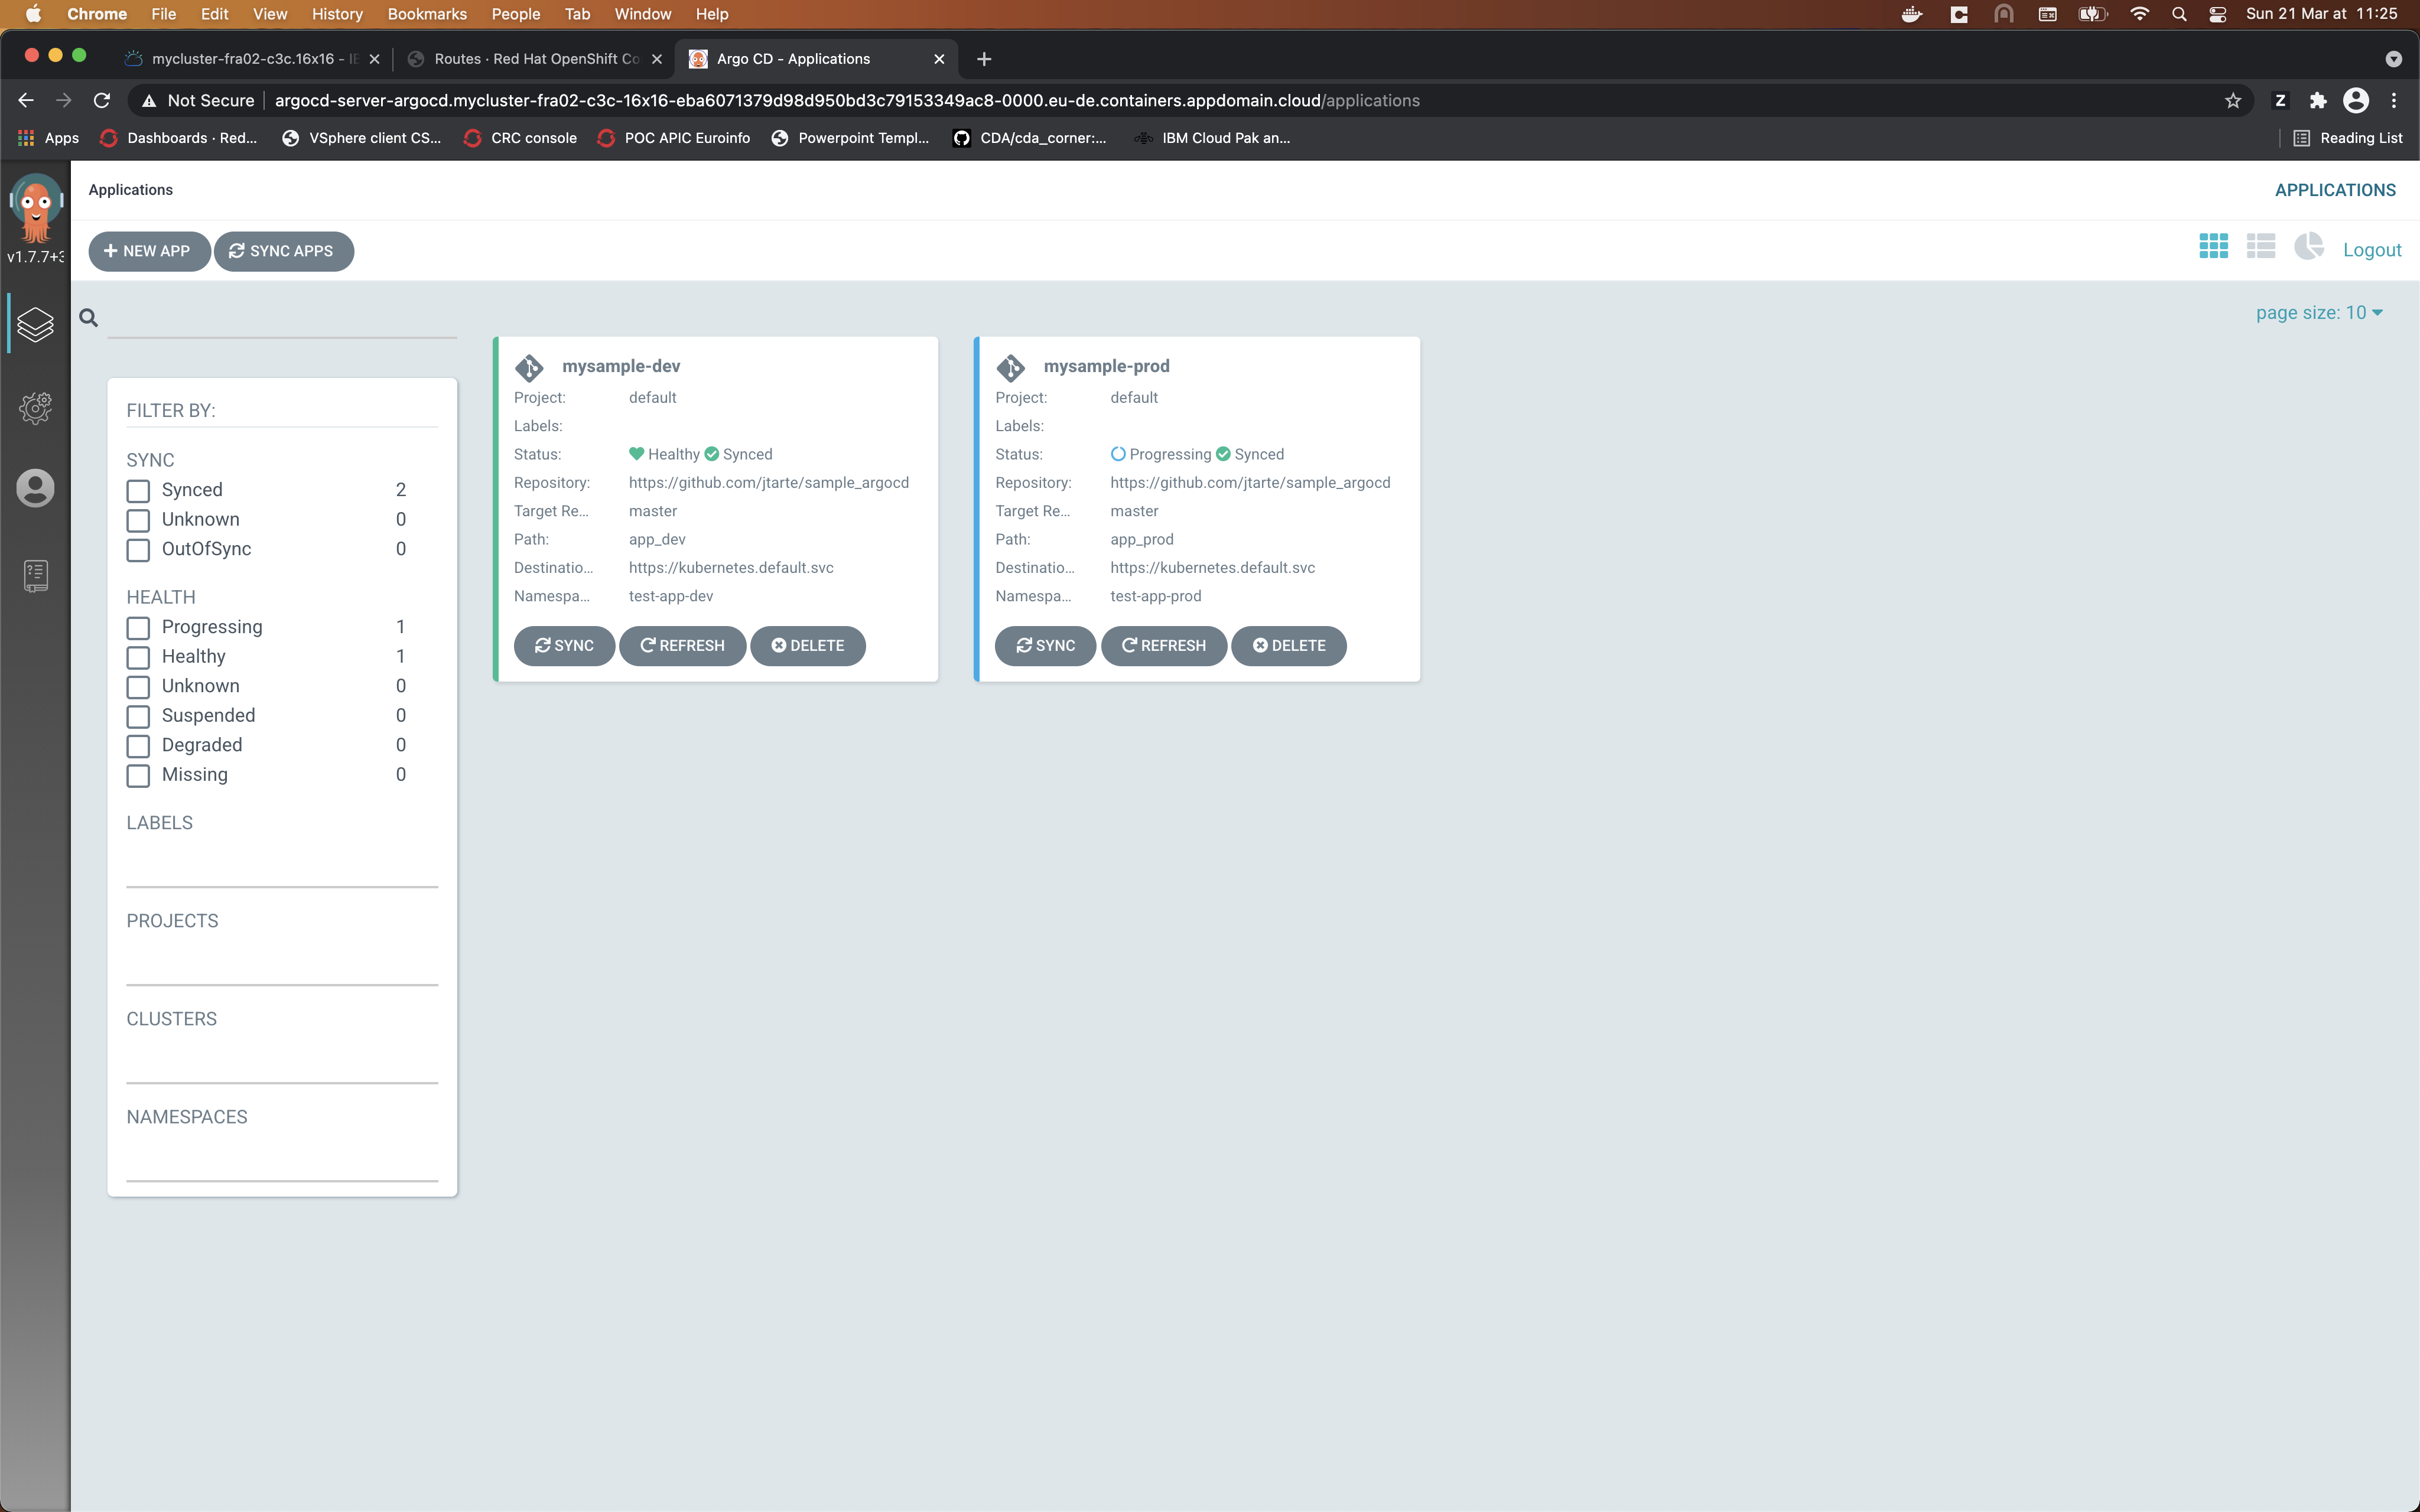 Chrome File Edit View History Bookmarks People Tab Window Help Sun 21 Mar at 11:25
mycluster-fra02-c3c.16x16 - IE Routes · Red Hat OpenShift Co Argo CD - Applications
Not Secure argocd-server-argocd.mycluster-fra02-c3c-16x16-eba6071379d98d950bd3c79153349ac8-0000.eu-de.containers.appdomain.cloud/applications Z
Apps Dashboards · Red... VSphere client CS... CRC console POC APIC Euroinfo Powerpoint Templ... CDA/cda_corner:... IBM Cloud Pak an... Reading List
Applications APPLICATIONS
v1.7.7+3
NEW APP SYNC APPS Logout
page size: 10
FILTER BY:
SYNC
Synced 2
Unknown 0
OutOfSync 0
HEALTH
Progressing 1
Healthy 1
Unknown 0
Suspended 0
Degraded 0
Missing 0
LABELS
PROJECTS
CLUSTERS
NAMESPACES
mysample-dev
Project: default
Labels:
Status: Healthy Synced
Repository: https://github.com/jtarte/sample_argocd
Target Re... master
Path: app_dev
Destinatio... https://kubernetes.default.svc
Namespa... test-app-dev
SYNC REFRESH DELETE
mysample-prod
Project: default
Labels:
Status: Progressing Synced
Repository: https://github.com/jtarte/sample_argocd
Target Re... master
Path: app_prod
Destinatio... https://kubernetes.default.svc
Namespa... test-app-prod
SYNC REFRESH DELETE